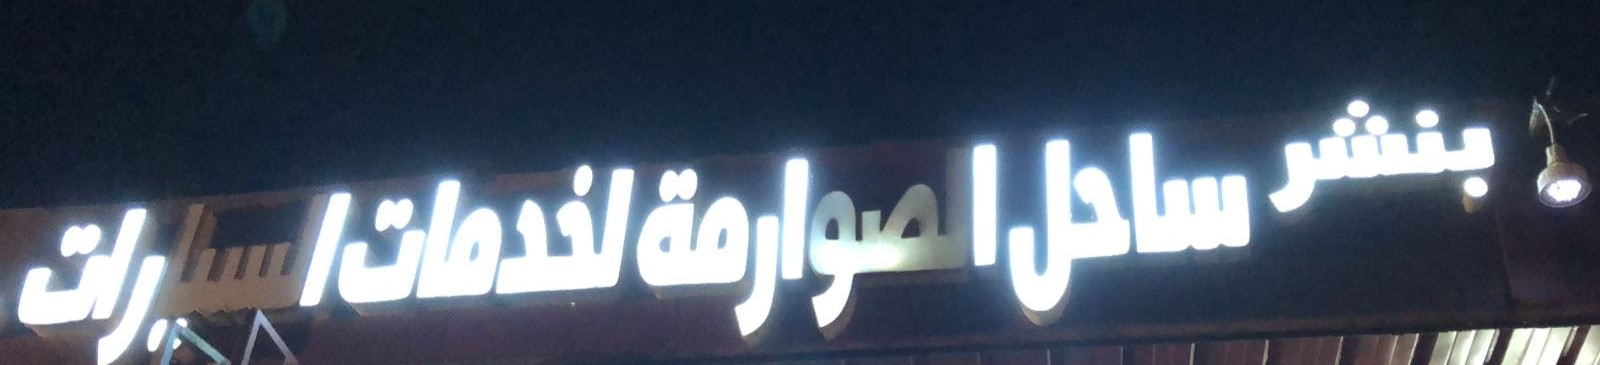 بنشر ساحل الصوارمة لخدمات السيارات